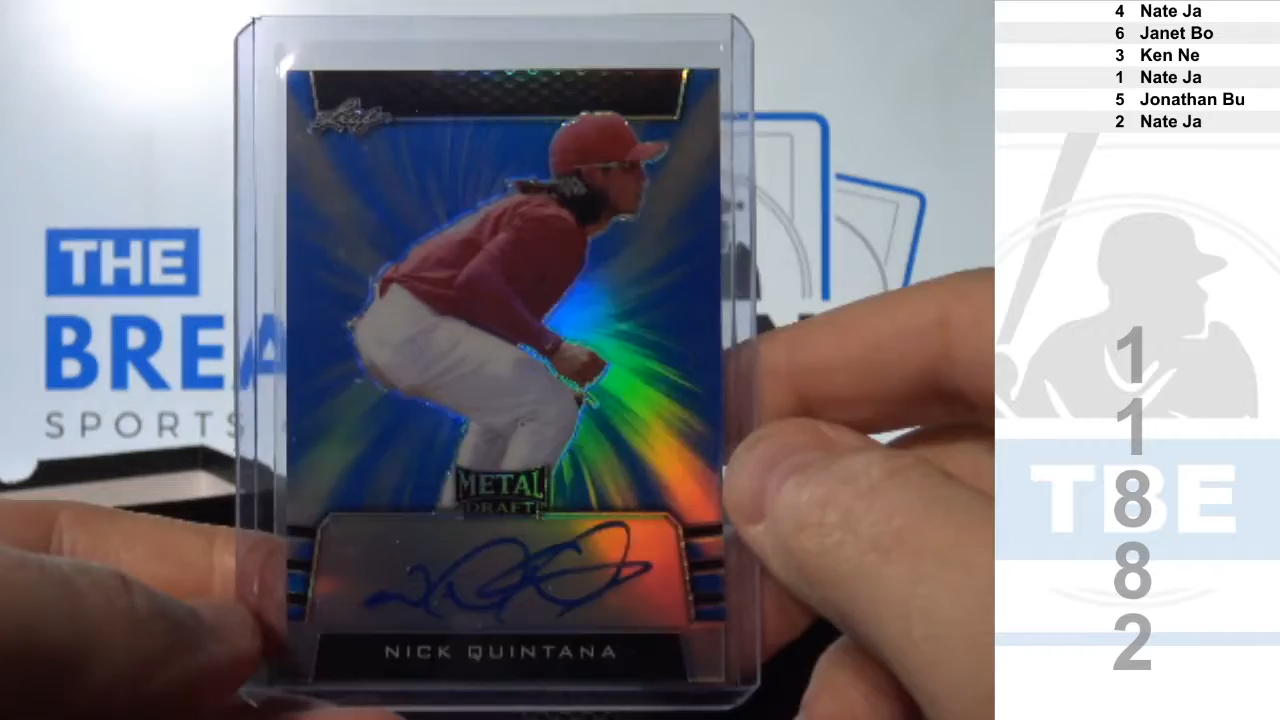 4 Nate Ja
6 Janet Bo
3 Ken Ne
1 Nate Ja
5 Jonathan Bu
2 Nate Ja
Leaf
THE
BREA
SPORTS
METAL
DRAFT
NICK QUINTANA
TBE
1
1
8
8
2